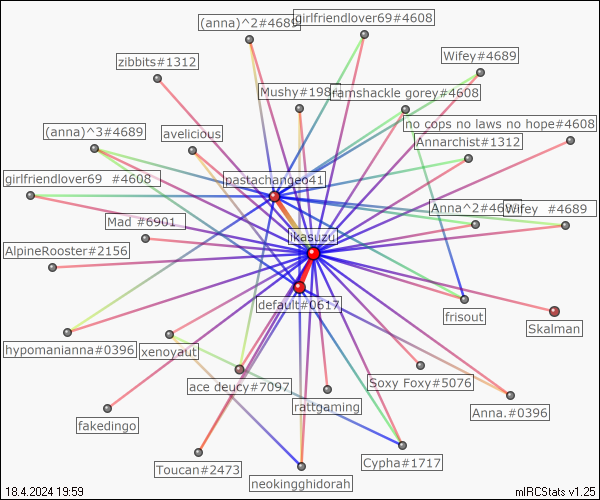 (anna)^2#4689
girlfriendlover69#4608
zibbits#1312
Wifey#4689
Mushy#198
ramshackle gorey#4608
no cops no laws no hope#4608
(anna)^3#4689
avelicious
Annarchist#1312
pastachange041
girlfriendlover69 #4608
Anna^2#46
Wifey #4689
Mad #6901
ikasuzu
AlpineRooster#2156
default#0617
frisout
Skalman
hypomanianna#0396
xenoyaut
ace deucy#7097
Soxy Foxy#5076
rattgaming
Anna.#0396
fakedingo
Toucan#2473
Cypha#1717
neokingghidorah
18.4.2024 19:59
mIRCStats v1.25